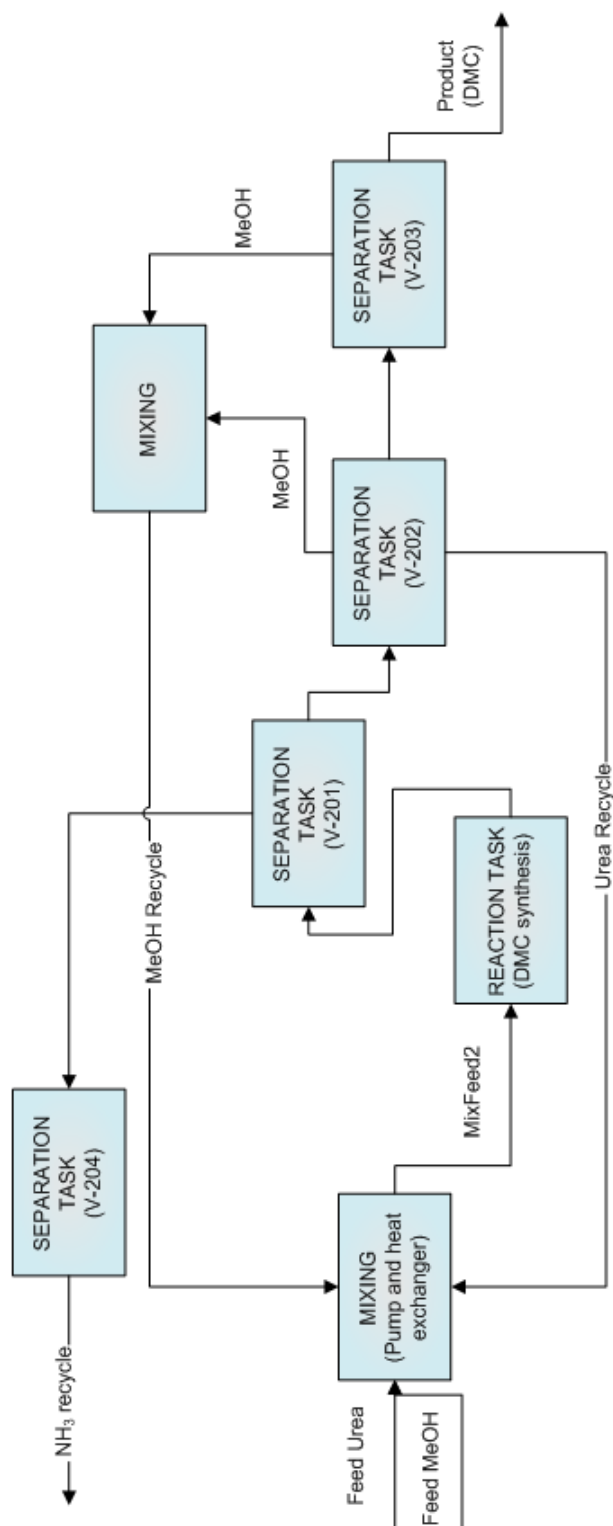 SEPARATION
TASK
(V-204)
NH3 recycle
MIXING
MeOH
MeOH
MeOH Recycle
SEPARATION
TASK
(V-201)
SEPARATION
TASK
(V-202)
SEPARATION
TASK
(V-203)
Product
(DMC)
Feed Urea
Feed MeOH
MIXING
(Pump and heat
exchanger)
MixFeed2
REACTION TASK
(DMC synthesis)
Urea Recycle